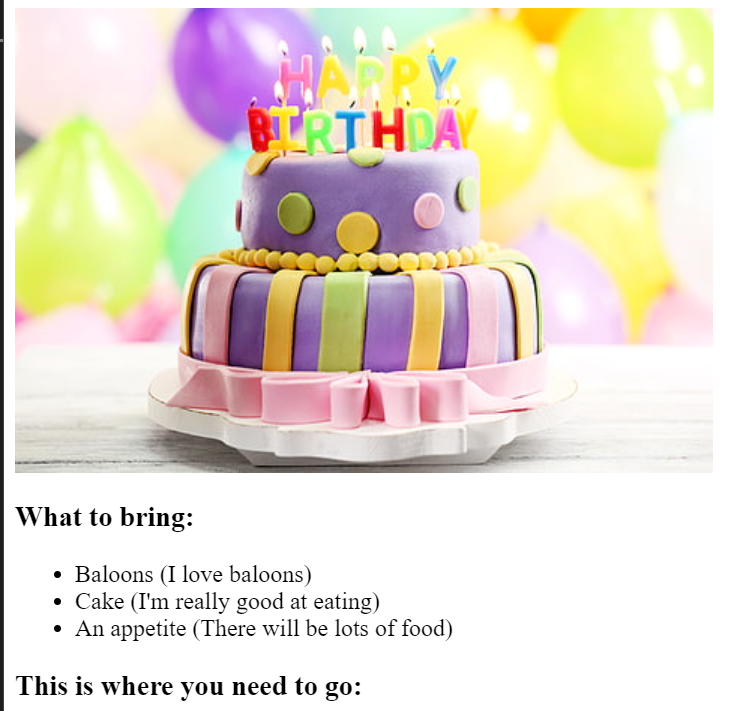 HAPPY
BIRTHDAY
What to bring:
Baloons (I love baloons)
Cake (I'm really good at eating)
An appetite (There will be lots of food)
This is where you need to go: